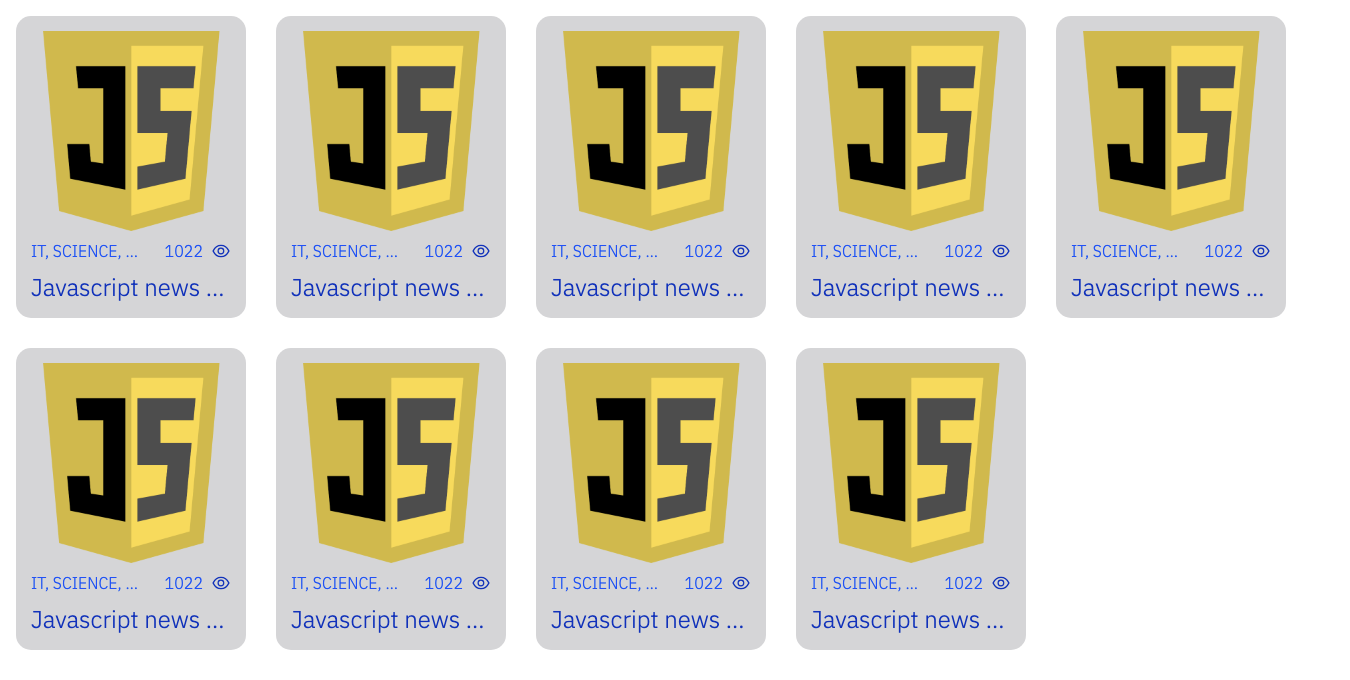 JS JS JS JS JS
IT, SCIENCE, ... 1022 IT, SCIENCE, ... 1022 IT, SCIENCE, ... 1022 IT, SCIENCE, ... 1022 IT, SCIENCE, ... 1022
Javascript news ... Javascript news ... Javascript news ... Javascript news ... Javascript news ...
JS JS JS JS
IT, SCIENCE, ... 1022 IT, SCIENCE, ... 1022 IT, SCIENCE, ... 1022 IT, SCIENCE, ... 1022
Javascript news ... Javascript news ... Javascript news ... Javascript news ...